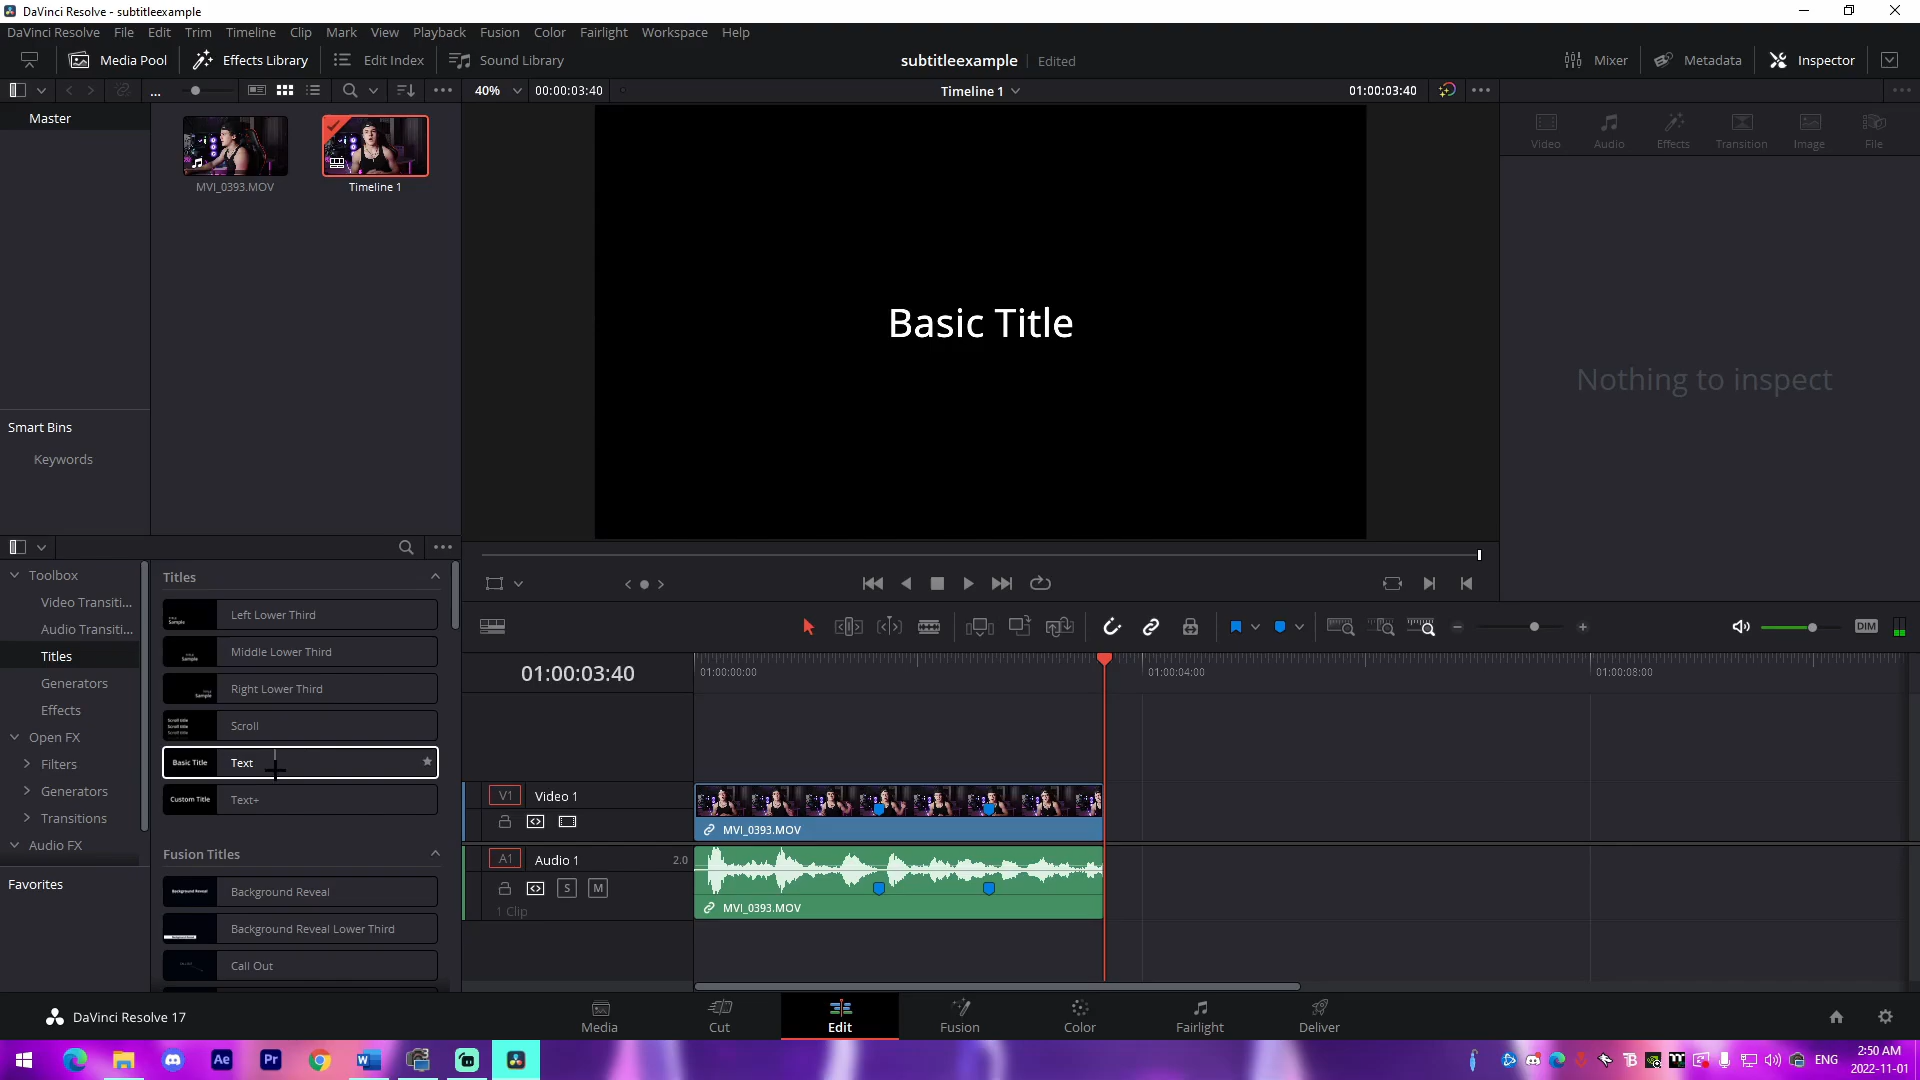 DaVinci Resolve - subtitleexample
DaVinci Resolve File Edit Trim Timeline Clip Mark View Playback Fusion Color Fairlight Workspace Help
Media Pool Effects Library Edit Index Sound Library subtitleexample Edited Mixer Metadata Inspector
... 40% 00:00:03:40 Timeline 1 01:00:03:40
Master
MVI_0393.MOV Timeline 1
Video Audio Effects Transition Image File
Basic Title
Nothing to inspect
Smart Bins
Keywords
Toolbox
Video Transiti...
Audio Transiti...
Titles
Generators
Effects
Open FX
Filters
Generators
Transitions
Audio FX
Favorites
Titles
Left Lower Third
Middle Lower Third
Right Lower Third
Scroll
Basic Title Text
Custom Title Text+
Fusion Titles
Background Reveal Background Reveal
Background Reveal Lower Third
Call Out
DIM
01:00:03:40 01:00:00:00 01:00:04:00 01:00:08:00
V1 Video 1
MVI_0393.MOV
A1 Audio 1 2.0
S M
1 Clip MVI_0393.MOV
DaVinci Resolve 17 Media Cut Edit Fusion Color Fairlight Deliver
Ae Pr ENG 2:50 AM
2022-11-01